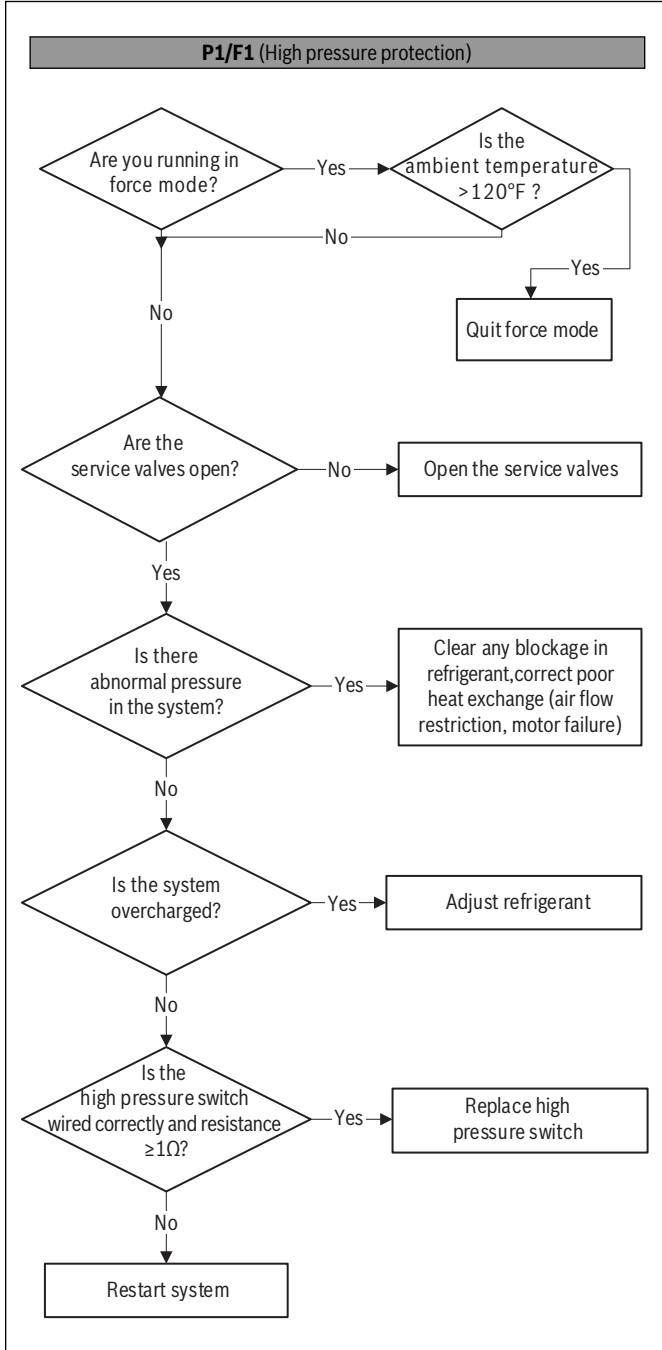 P1/F1 (High pressure protection)
Are you running in
force mode?
Yes
Is the
ambient temperature
>120°F ?
No
Yes
Quit force mode
No
Are the
service valves open?
No
Open the service valves
Yes
Is there
abnormal pressure
in the system?
Yes
Clear any blockage in
refrigerant,correct poor
heat exchange (air flow
restriction, motor failure)
No
Is the system
overcharged?
Yes
Adjust refrigerant
No
Is the
high pressure switch
wired correctly and resistance
≥1Ω?
Yes
Replace high
pressure switch
No
Restart system